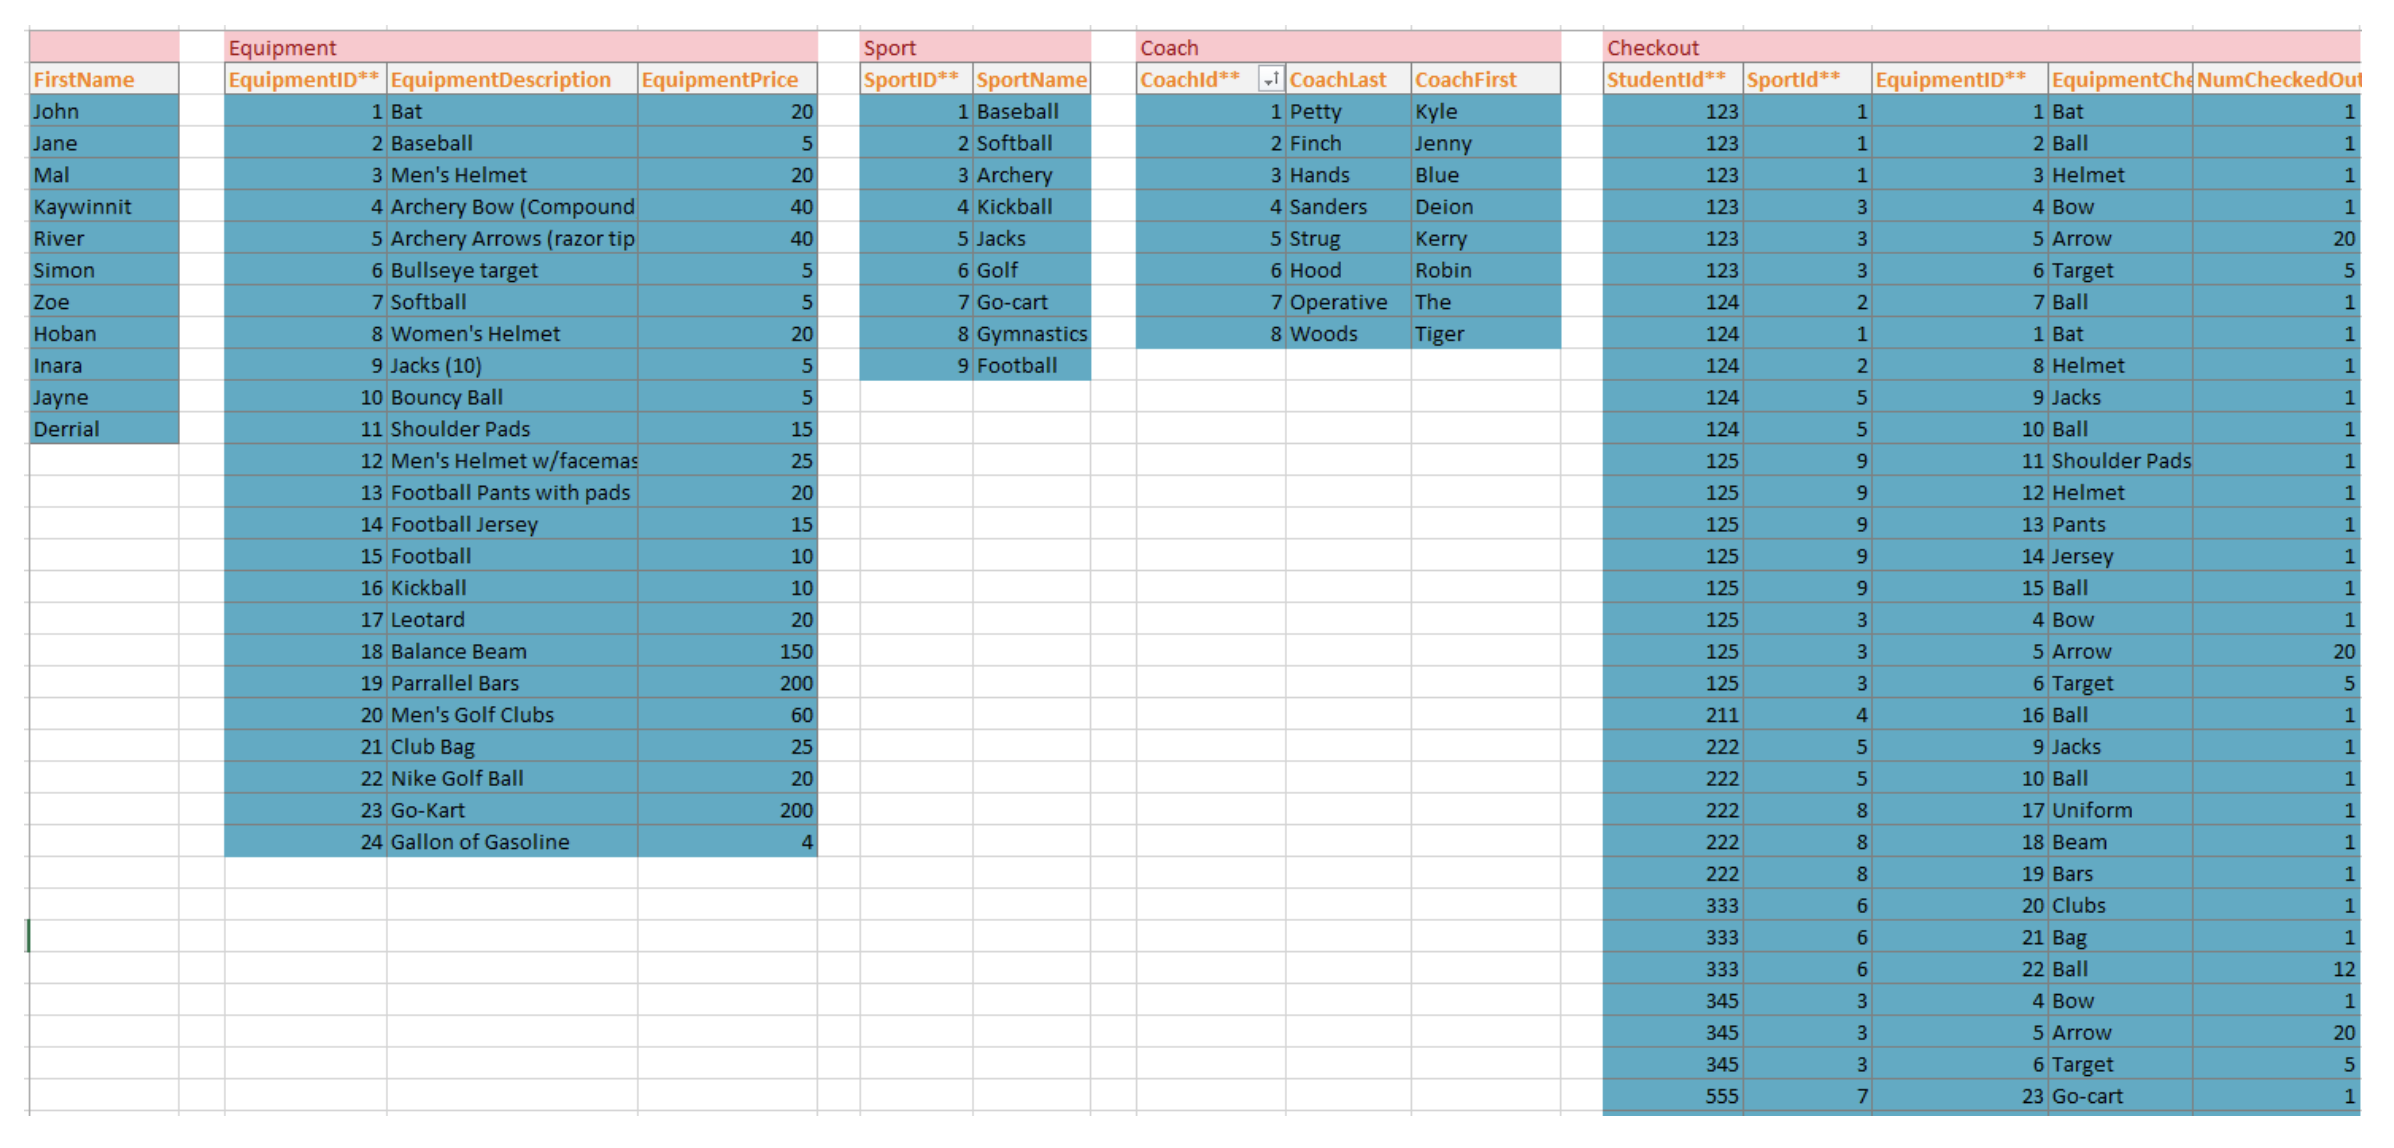 Equipment Sport Coach Checkout
FirstName EquipmentID** EquipmentDescription EquipmentPrice SportID** SportName CoachId** CoachLast CoachFirst StudentId** SportId** EquipmentID** EquipmentChe NumCheckedOut
John 1 Bat 20 1 Baseball 1 Petty Kyle 123 1 1 Bat 1
Jane 2 Baseball 5 2 Softball 2 Finch Jenny 123 1 2 Ball 1
Mal 3 Men's Helmet 20 3 Archery 3 Hands Blue 123 1 3 Helmet 1
Kaywinnit 4 Archery Bow (Compound 40 4 Kickball 4 Sanders Deion 123 3 4 Bow 1
River 5 Archery Arrows (razor tip 40 5 Jacks 5 Strug Kerry 123 3 5 Arrow 20
Simon 6 Bullseye target 5 6 Golf 6 Hood Robin 123 3 6 Target 5
Zoe 7 Softball 5 7 Go-cart 7 Operative The 124 2 7 Ball 1
Hoban 8 Women's Helmet 20 8 Gymnastics 8 Woods Tiger 124 1 1 Bat 1
Inara 9 Jacks (10) 5 9 Football 124 2 8 Helmet 1
Jayne 10 Bouncy Ball 5 124 5 9 Jacks 1
Derrial 11 Shoulder Pads 15 124 5 10 Ball 1
12 Men's Helmet w/facemas 25 125 9 11 Shoulder Pads 1
13 Football Pants with pads 20 125 9 12 Helmet 1
14 Football Jersey 15 125 9 13 Pants 1
15 Football 10 125 9 14 Jersey 1
16 Kickball 10 125 9 15 Ball 1
17 Leotard 20 125 3 4 Bow 1
18 Balance Beam 150 125 3 5 Arrow 20
19 Parrallel Bars 200 125 3 6 Target 5
20 Men's Golf Clubs 60 211 4 16 Ball 1
21 Club Bag 25 222 5 9 Jacks 1
22 Nike Golf Ball 20 222 5 10 Ball 1
23 Go-Kart 200 222 8 17 Uniform 1
24 Gallon of Gasoline 4 222 8 18 Beam 1
222 8 19 Bars 1
333 6 20 Clubs 1
333 6 21 Bag 1
333 6 22 Ball 12
345 3 4 Bow 1
345 3 5 Arrow 20
345 3 6 Target 5
555 7 23 Go-cart 1